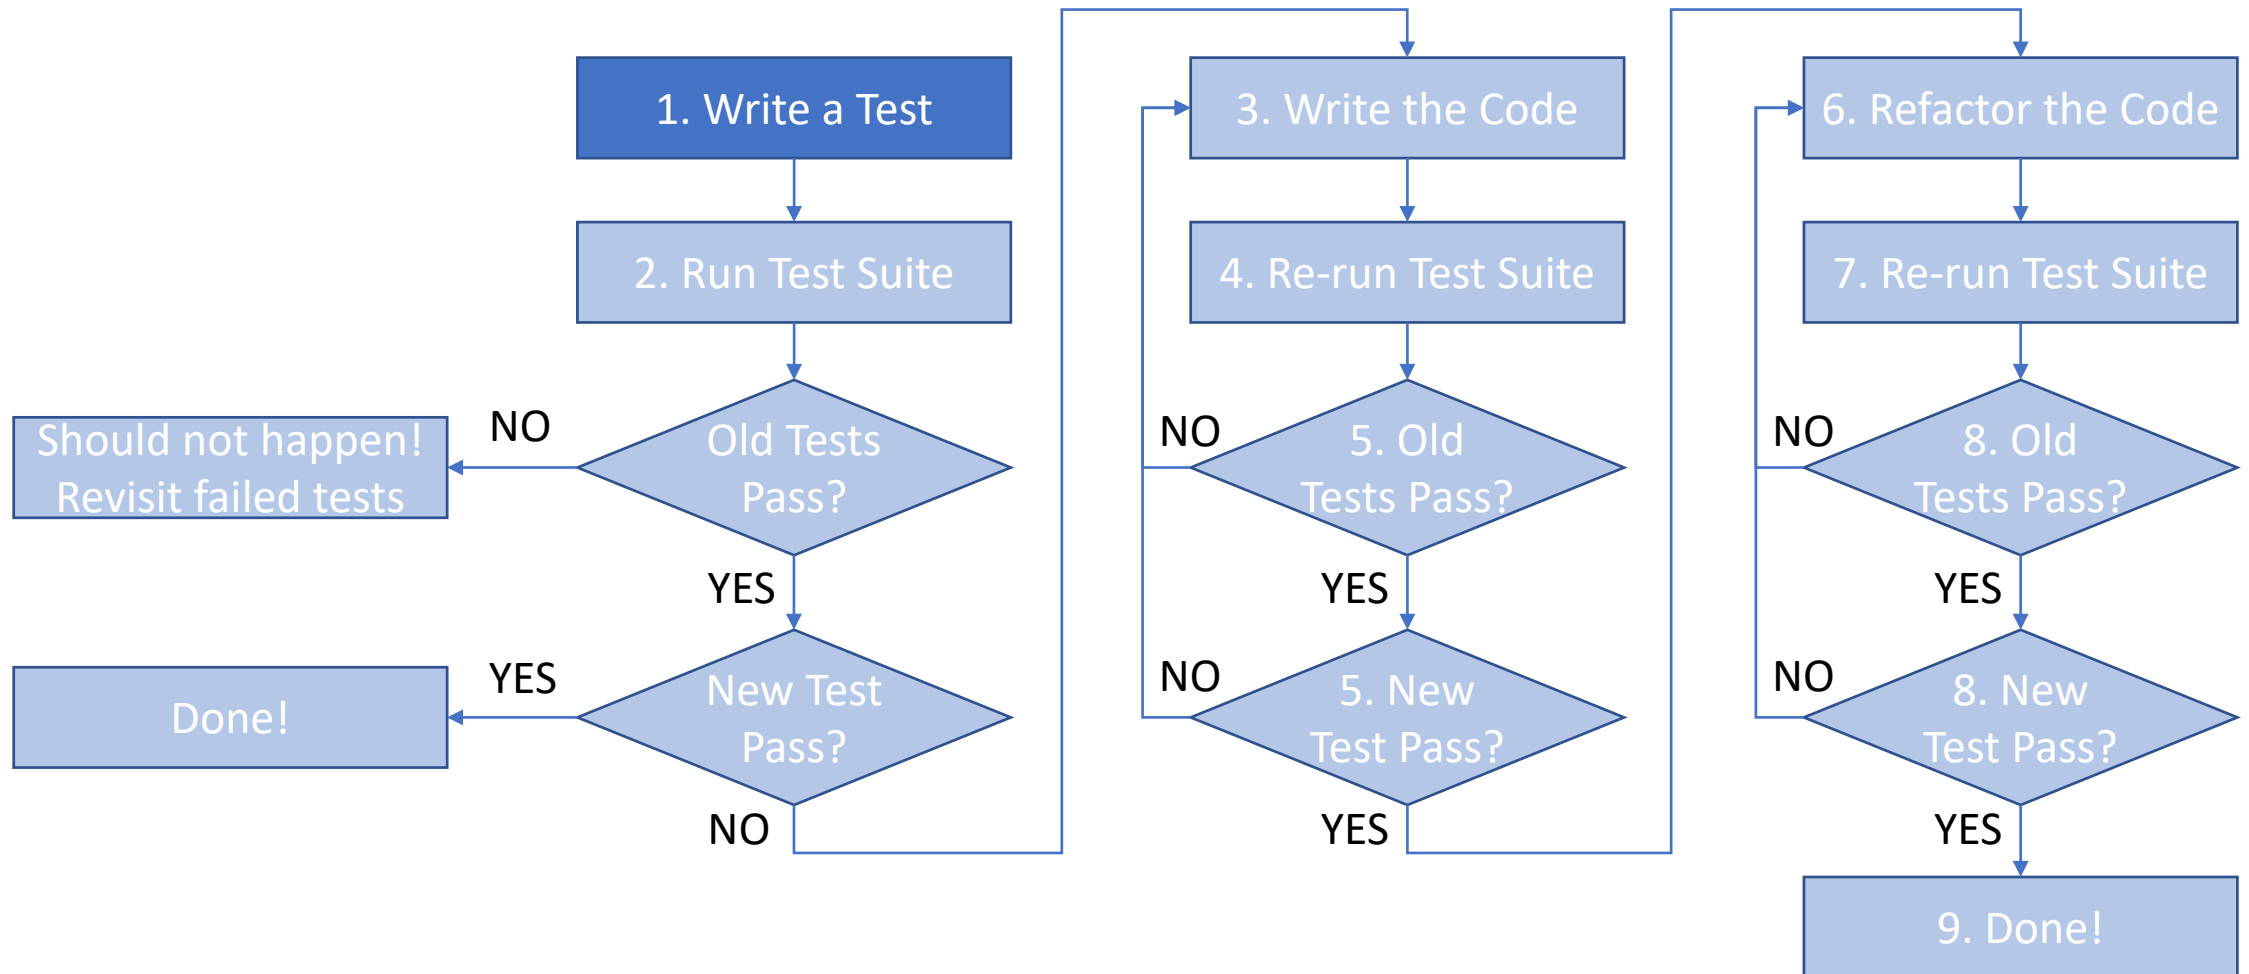 1. Write a Test
2. Run Test Suite
Old Tests
Pass?
NO
Should not happen!
Revisit failed tests
YES
New Test
Pass?
YES
Done!
NO
3. Write the Code
4. Re-run Test Suite
5. Old
Tests Pass?
NO
YES
5. New
Test Pass?
NO
YES
6. Refactor the Code
7. Re-run Test Suite
8. Old
Tests Pass?
NO
YES
8. New
Test Pass?
NO
YES
9. Done!